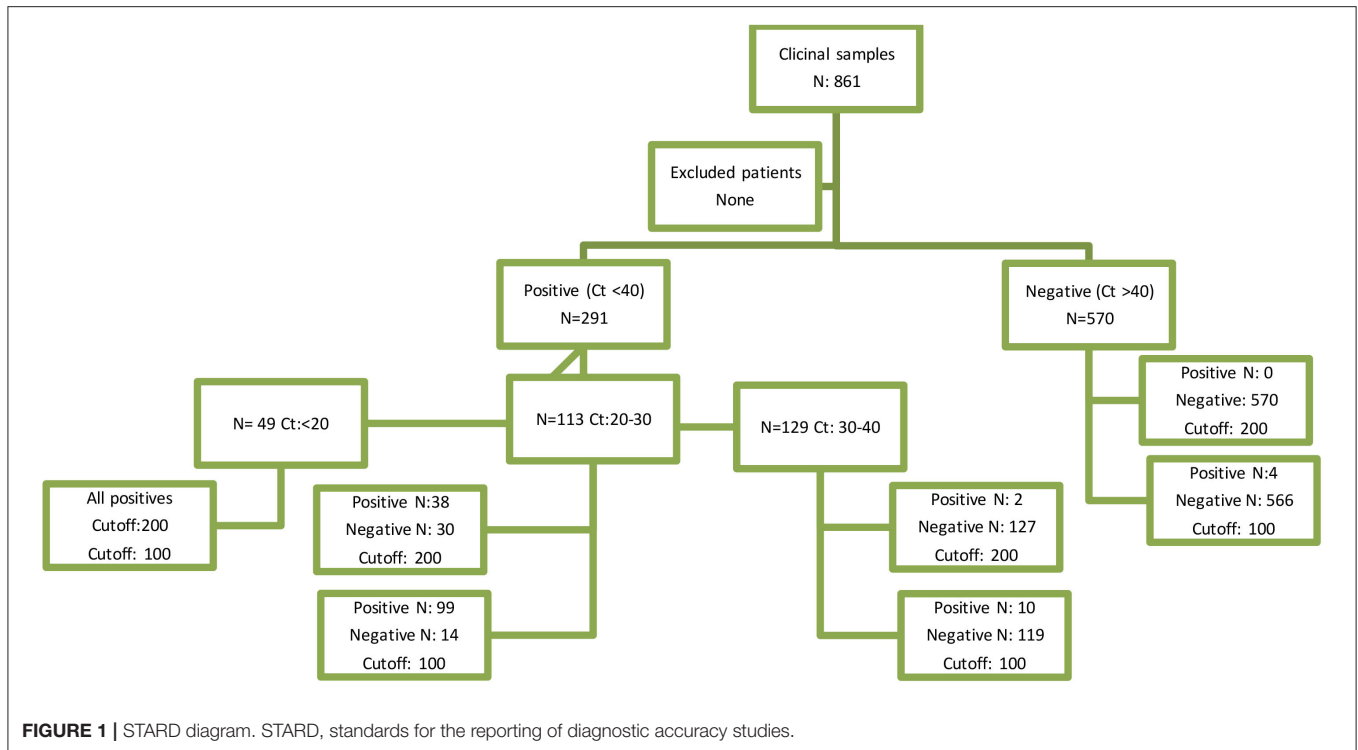 Clicinal samples
N: 861
Excluded patients
None
Positive (Ct <40)
N=291
Negative (Ct >40)
N=570
N= 49 Ct:<20
N=113 Ct:20-30
N=129 Ct: 30-40
Positive N: 0
Negative: 570
Cutoff: 200
Positive N:4
Negative N: 566
Cutoff: 100
All positives
Cutoff:200
Cutoff: 100
Positive N:38
Negative N: 30
Cutoff: 200
Positive N: 99
Negative N: 14
Cutoff: 100
Positive N: 2
Negative N: 127
Cutoff: 200
Positive N: 10
Negative N: 119
Cutoff: 100
FIGURE 1 | STARD diagram. STARD, standards for the reporting of diagnostic accuracy studies.